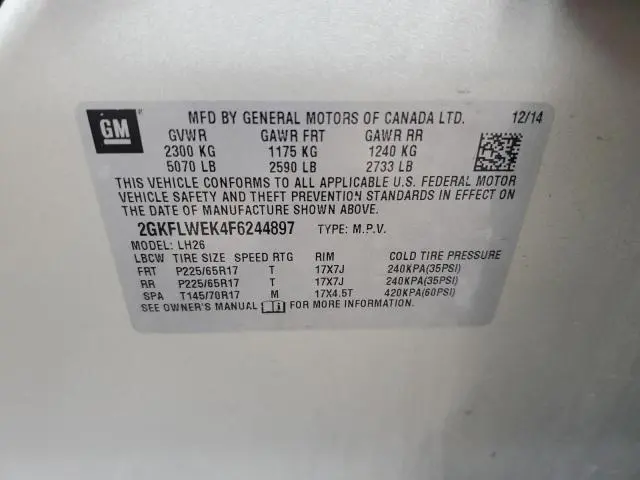 GM
MFD BY GENERAL MOTORS OF CANADA LTD. 12/14
GVWR GAWR FRT GAWR RR
2300 KG 1175 KG 1240 KG
5070 LB 2590 LB 2733 LB
THIS VEHICLE CONFORMS TO ALL APPLICABLE U.S. FEDERAL MOTOR
VEHICLE SAFETY AND THEFT PREVENTION STANDARDS IN EFFECT ON
THE DATE OF MANUFACTURE SHOWN ABOVE.
2GKFLWEK4F6244897 TYPE: M.P.V.
MODEL: LH26
LBCW TIRE SIZE SPEED RTG RIM COLD TIRE PRESSURE
FRT P225/65R17 T 17X7J 240KPA(35PSI)
RR P225/65R17 T 17X7J 240KPA(35PSI)
SPA T145/70R17 M 17X4.5T 420KPA(60PSI)
SEE OWNER'S MANUAL FOR MORE INFORMATION.